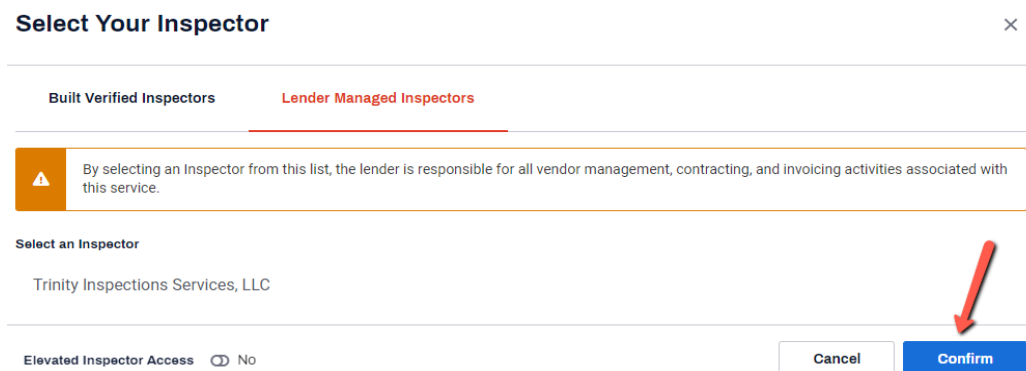 Select Your Inspector
Built Verified Inspectors
Lender Managed Inspectors
By selecting an Inspector from this list, the lender is responsible for all vendor management, contracting, and invoicing activities associated with
this service.
Select an Inspector
Trinity Inspections Services, LLC
Elevated Inspector Access No
Cancel
Confirm